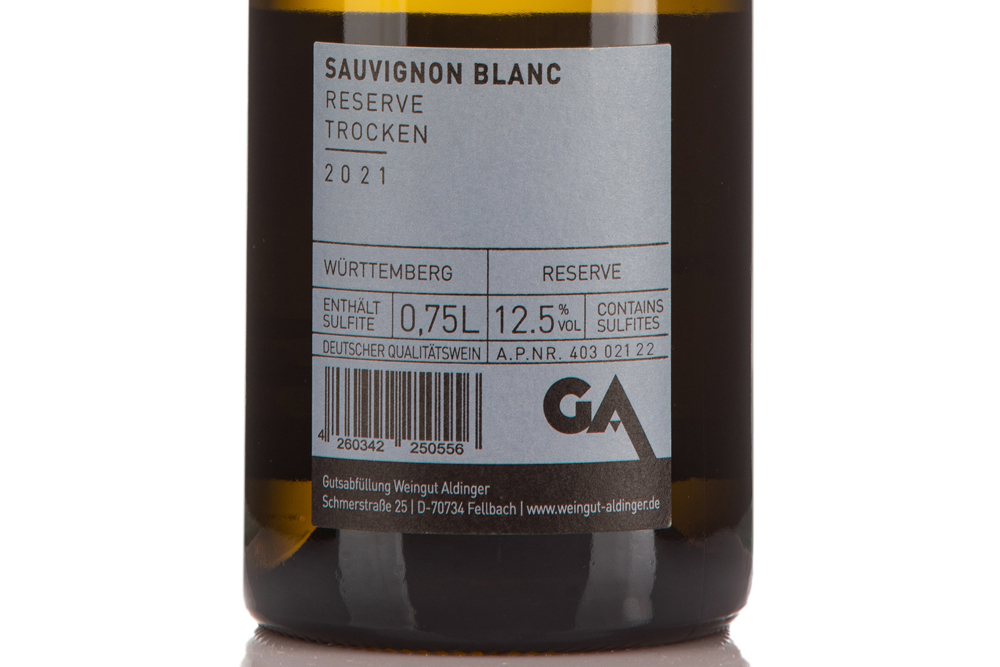 SAUVIGNON BLANC
RESERVE
TROCKEN
2021
WÜRTTEMBERG
RESERVE
ENTHÄLT
SULFITE
0,75L
12.5 % VOL
CONTAINS
SULFITES
DEUTSCHER QUALITÄTSWEIN
A.P.NR. 403 021 22
4 260342 250556
GA
Gutsabfüllung Weingut Aldinger
Schmerstraße 25 | D-70734 Fellbach | www.weingut-aldinger.de